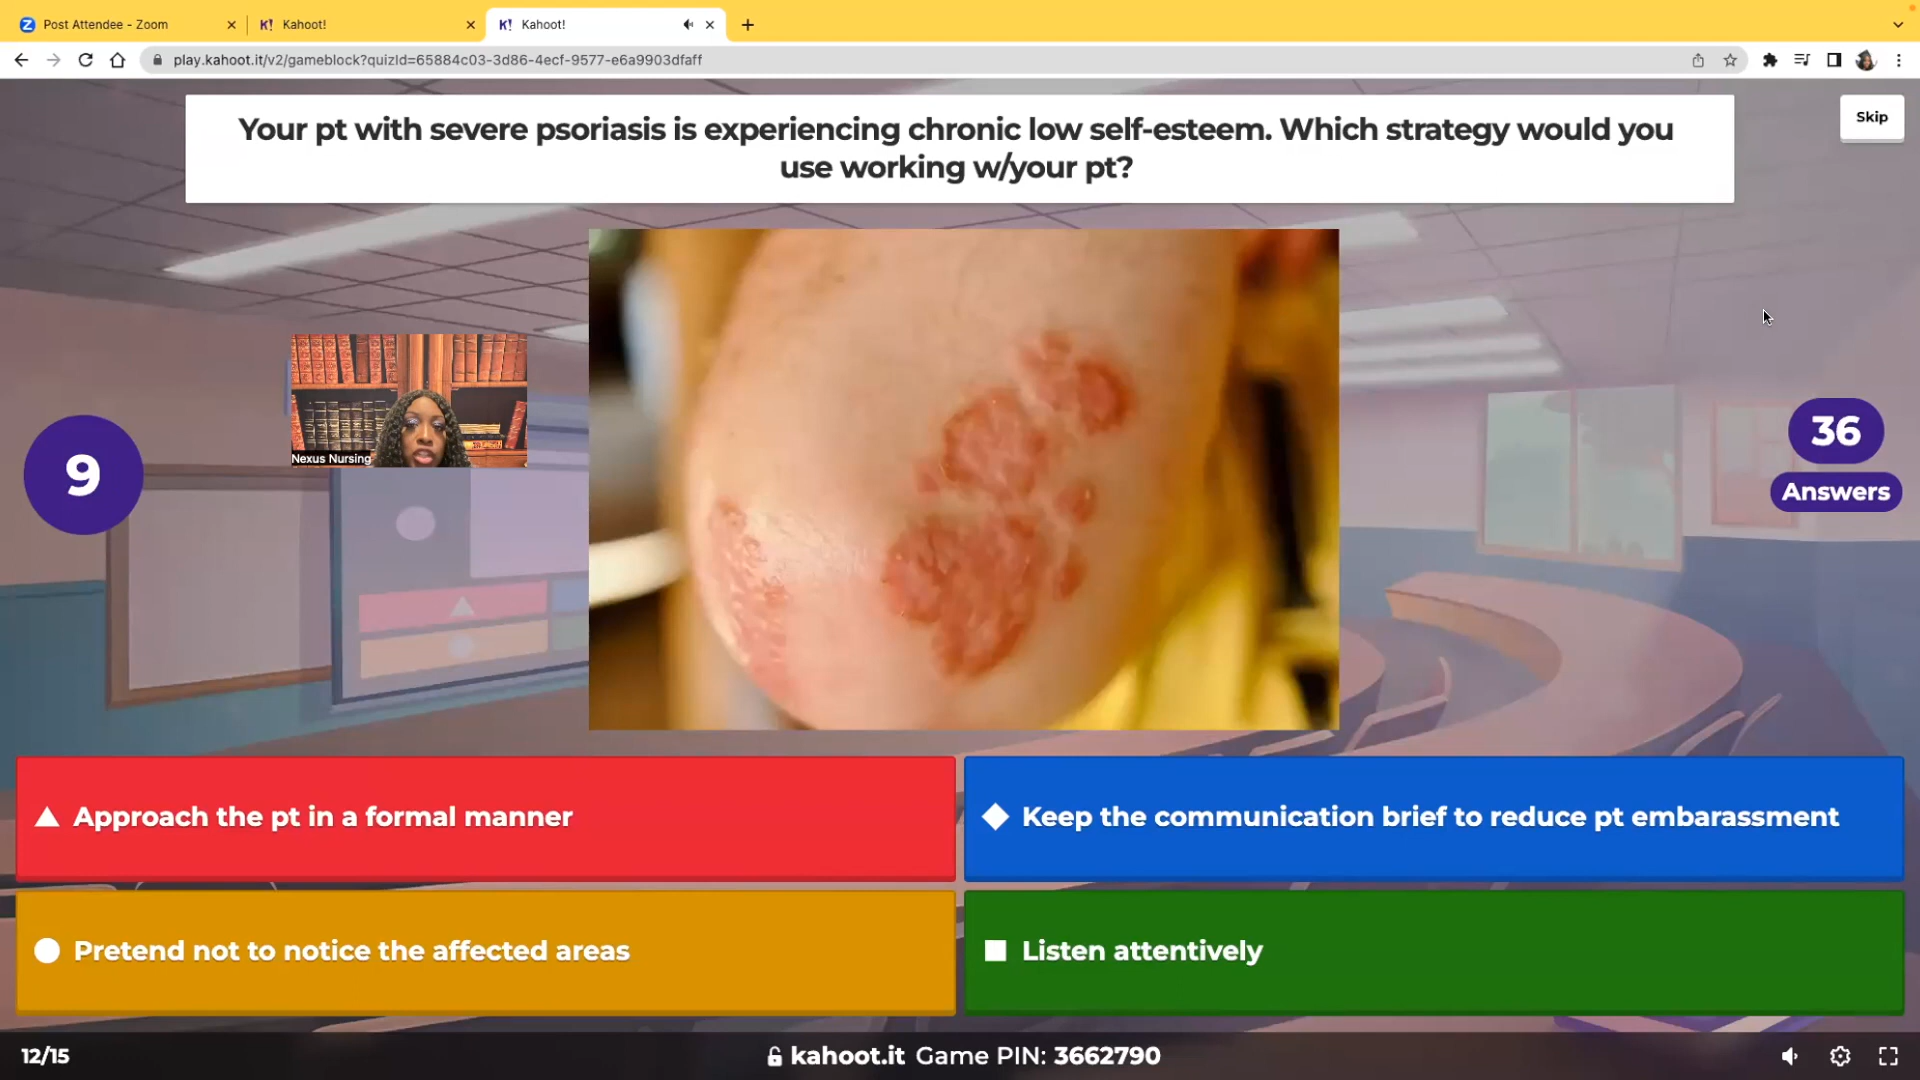 Post Attendee - Zoom
Kahoot!
Kahoot!
play.kahoot.it/v2/gameblock?quizId=65884c03-3d86-4ecf-9577-e6a9903dfaff
Your pt with severe psoriasis is experiencing chronic low self-esteem. Which strategy would you
use working w/your pt?
Skip
Nexus Nursing
9
36
Answers
Approach the pt in a formal manner
Keep the communication brief to reduce pt embarassment
Pretend not to notice the affected areas
Listen attentively
12/15
kahoot.it Game PIN: 3662790